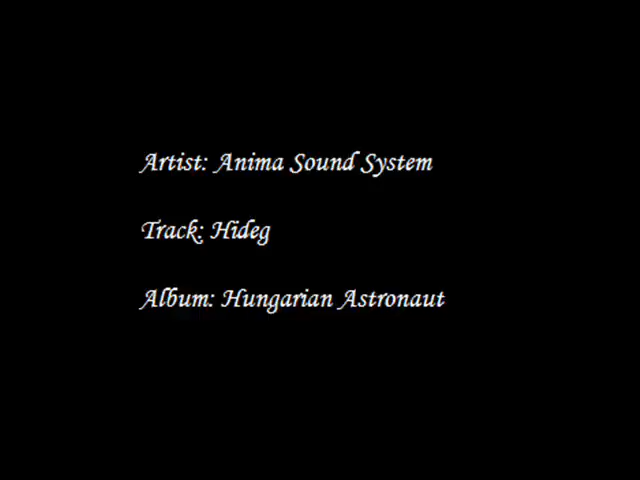 Artist: Anima Sound System
Track: Hideg
Album: Hungarian Astronaut